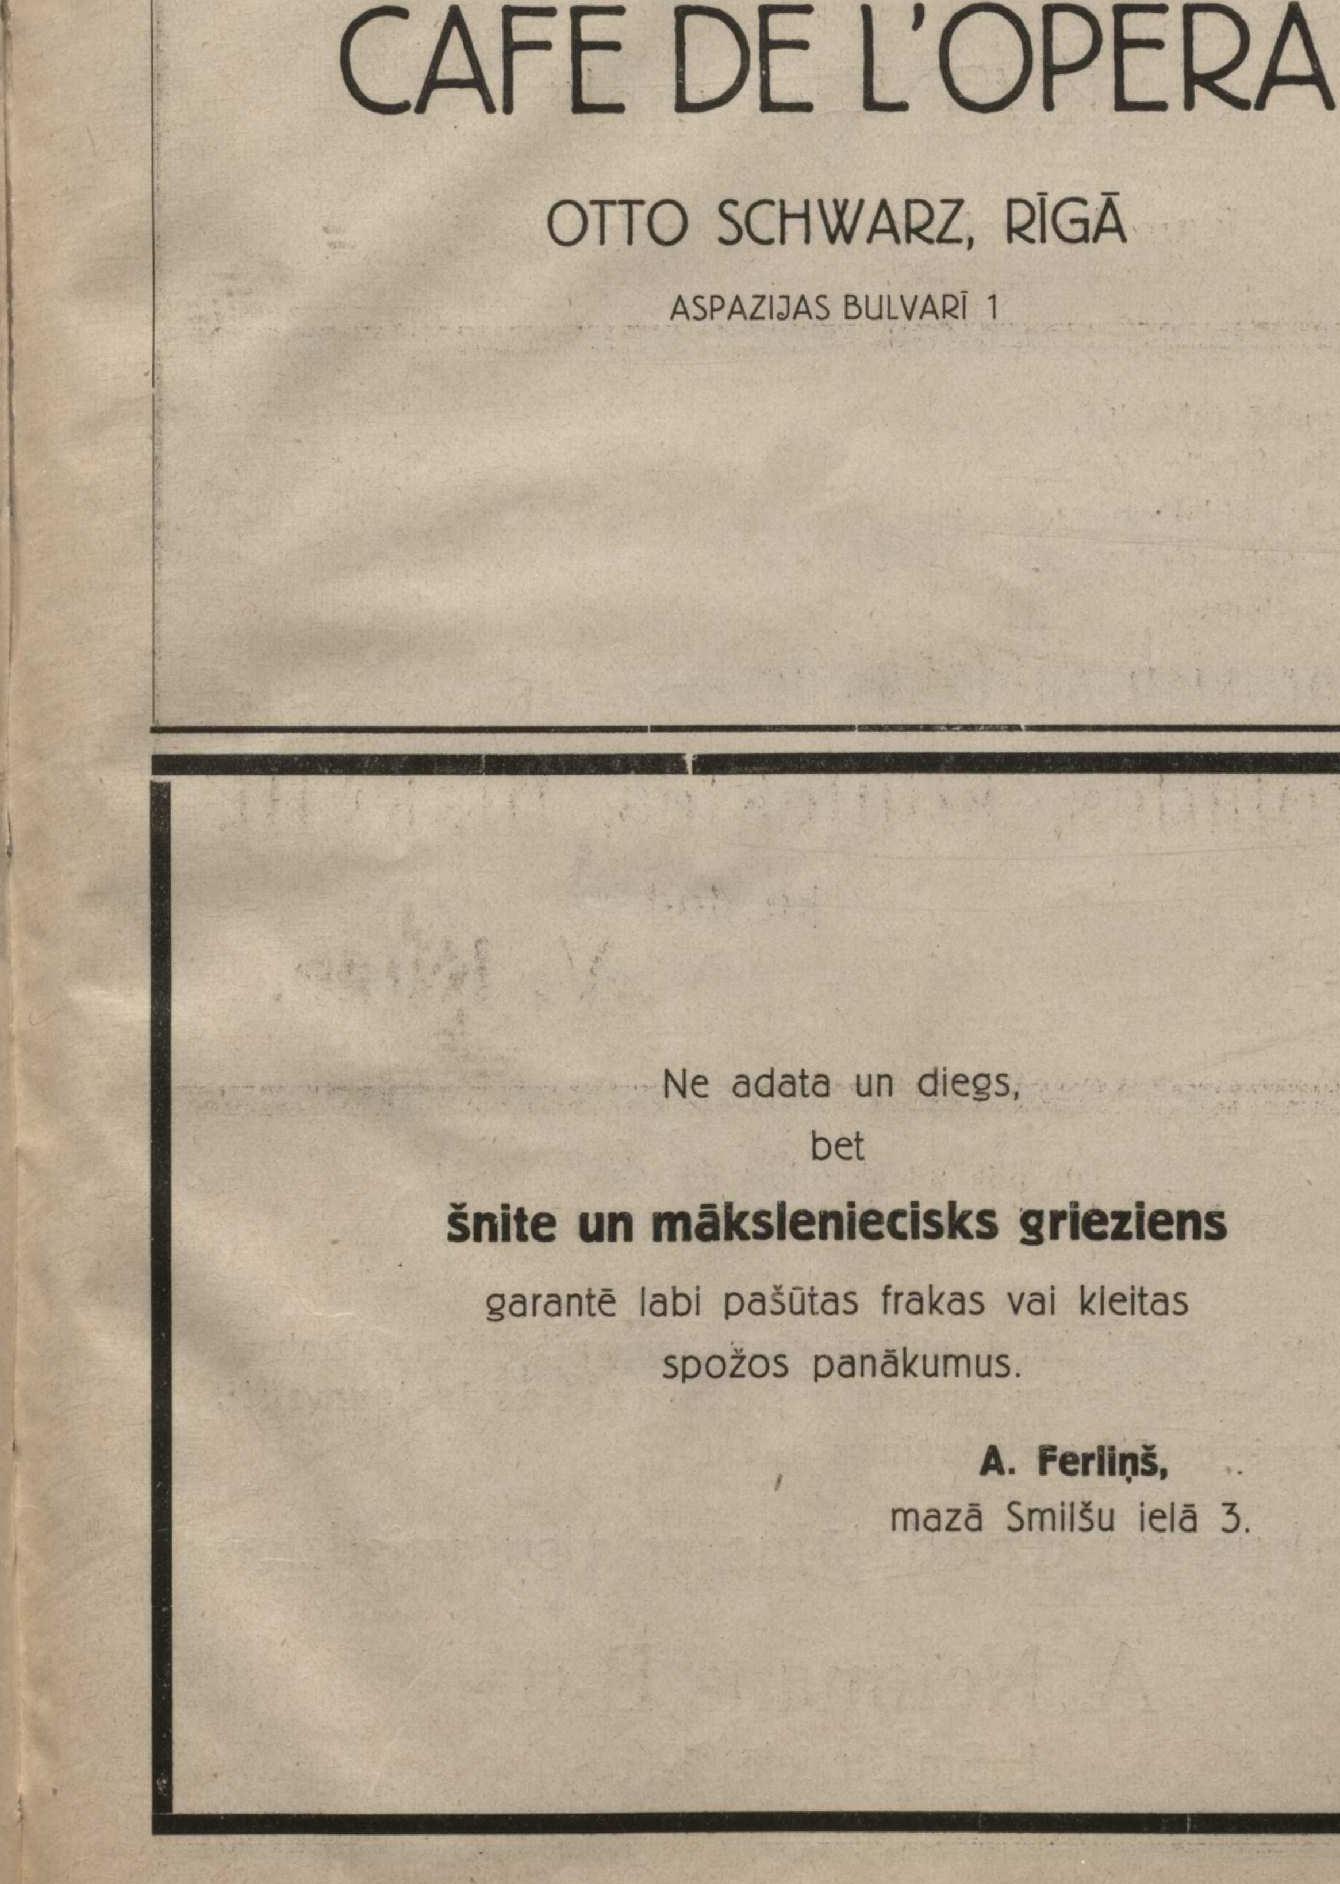 CAFE DE L'OPERA
OTTO SCHWARZ, RĪGĀ
ASPAZIJAS BULVARĪ 1
Ne adata un diegs,
bet
šnite un māksleniecisks grieziens
garantē labi pašūtas frakas vai kleitas
spožos panākumus.
A. Ferliņš,
mazā Smilšu ielā 3.